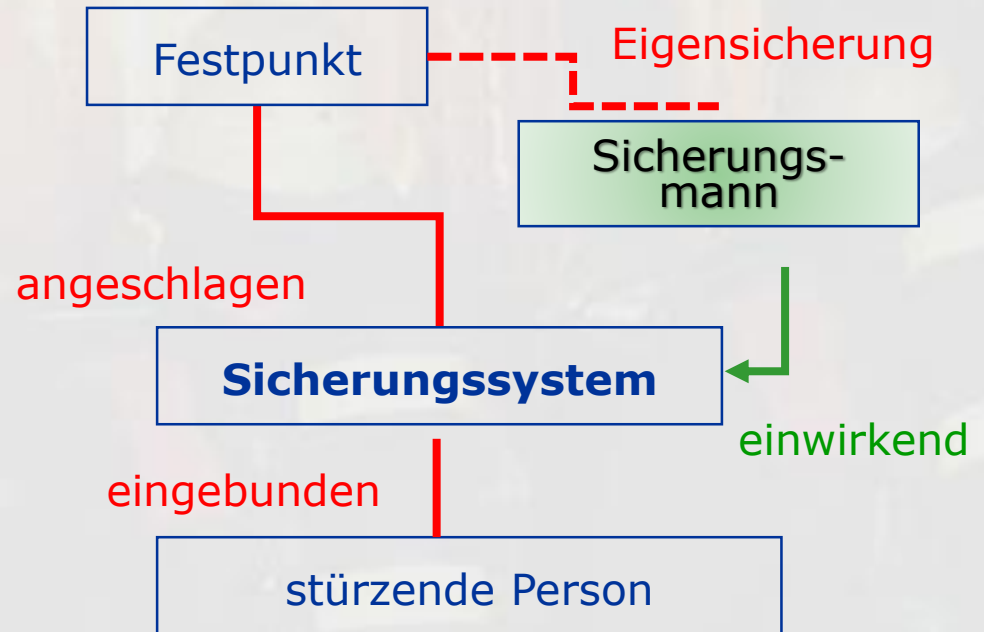 Festpunkt
Eigensicherung
Sicherungs-
mann
angeschlagen
Sicherungssystem
einwirkend
eingebunden
stürzende Person